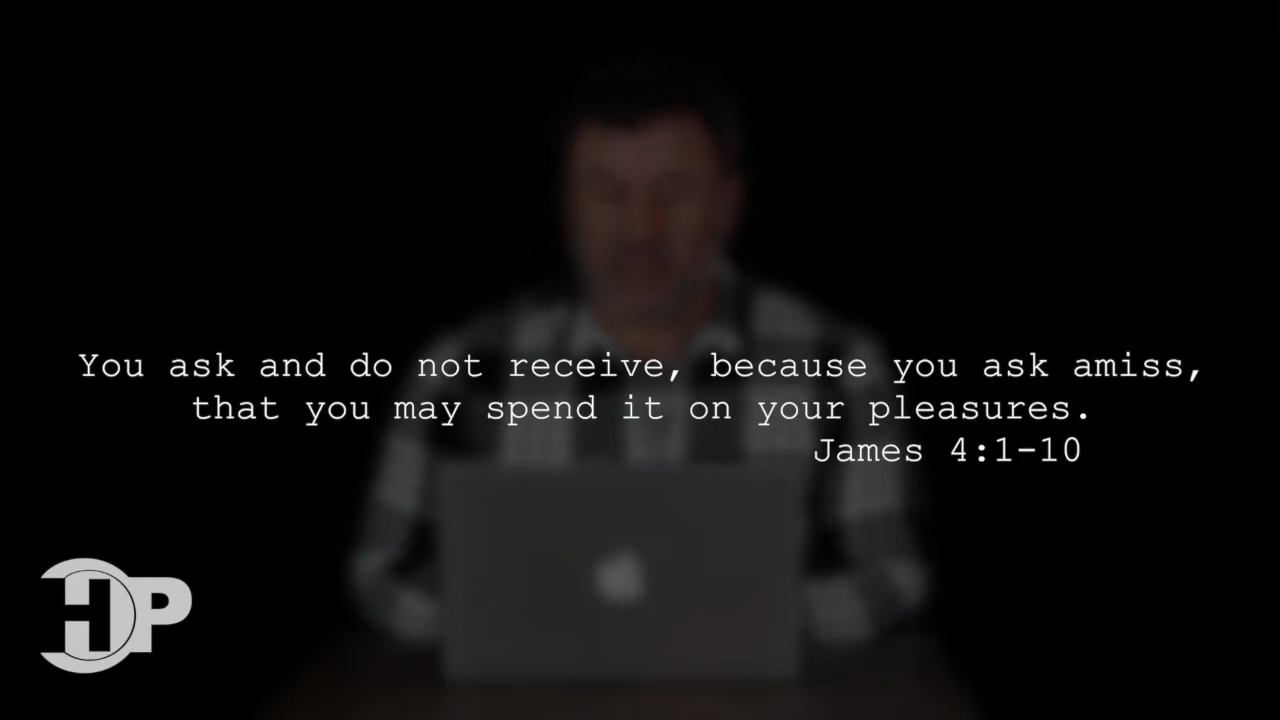 You ask and do not receive, because you ask amiss,
that you may spend it on your pleasures.
James 4:1-10
CHP